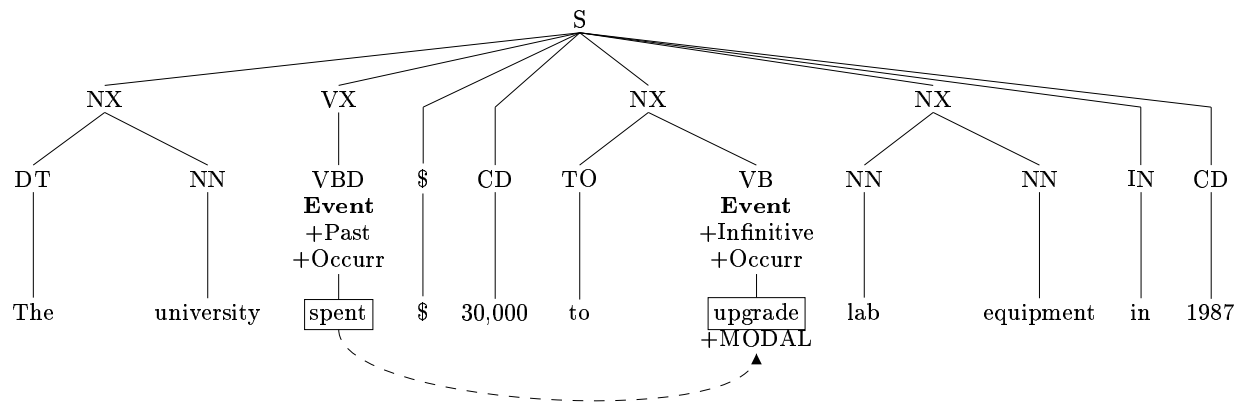 S
NX VX NX NX
DT NN VBD $ CD TO VB NN NN IN CD
Event Event
+Past +Infinitive
+Occurr +Occurr
The university spent $ 30,000 to upgrade lab equipment in 1987
+MODAL